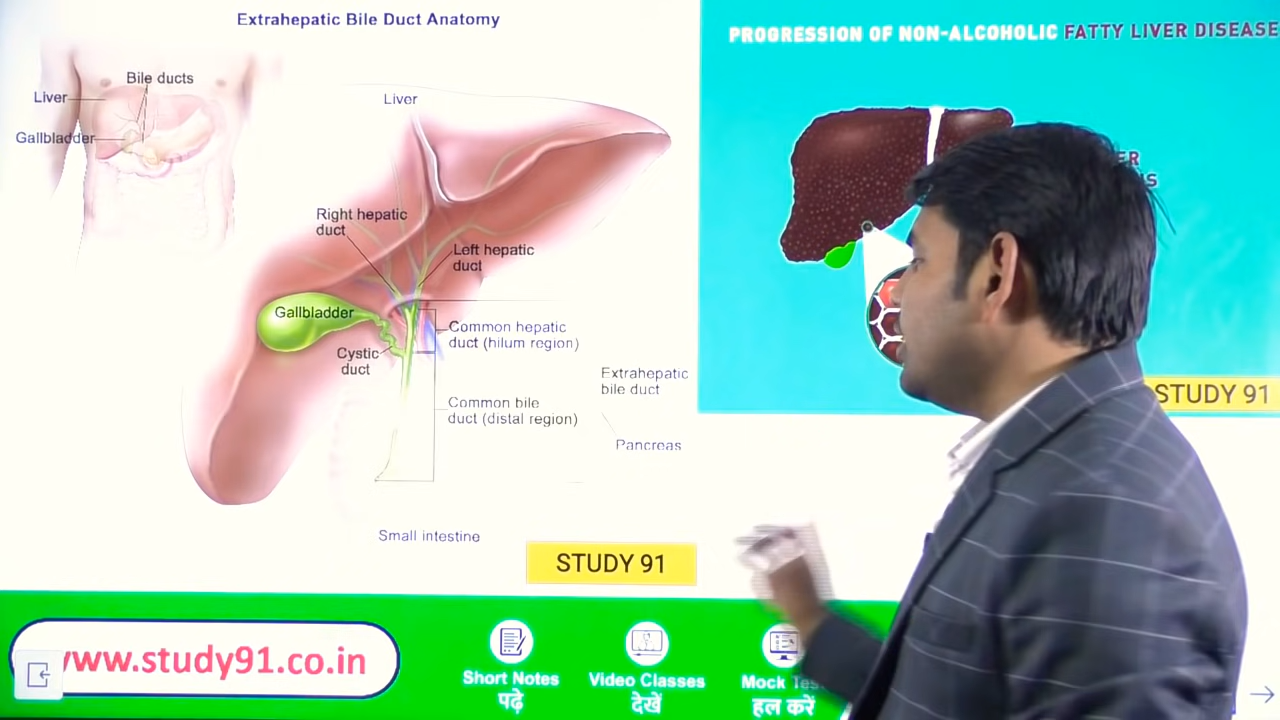 Extrahepatic Bile Duct Anatomy
Bile ducts
Liver
Gallbladder
Liver
Right hepatic
duct
Left hepatic
duct
Gallbladder
Cystic
duct
Common hepatic
duct (hilum region)
Common bile
duct (distal region)
Extrahepatic
bile duct
Pancreas
Small intestine
STUDY 91
PROGRESSION OF NON-ALCOHOLIC FATTY LIVER DISEASE
STUDY 91
www.study91.co.in
Short Notes
पढ़े
Video Classes
देखें
Mock
हल करें